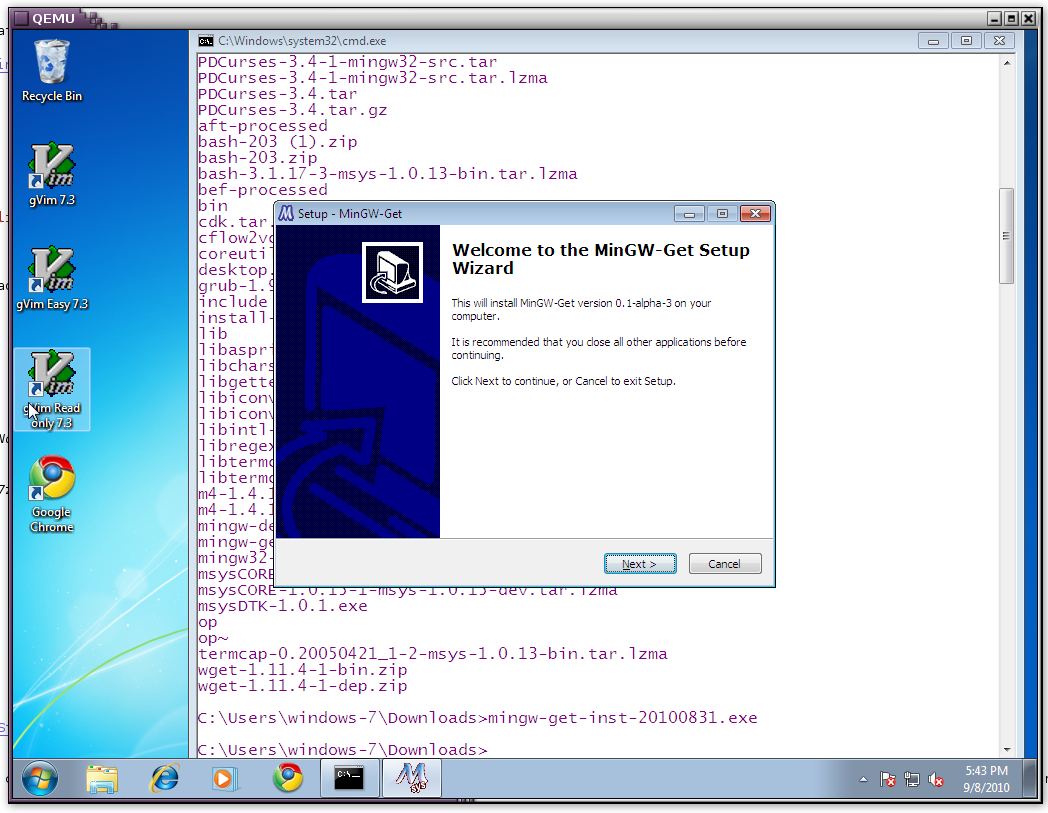 QEMU
Recycle Bin
gVim 7.3
gVim Easy 7.3
gVim Read
only 7.3
Google
Chrome
C:\Windows\system32\cmd.exe
PDCurses-3.4-1-mingw32-src.tar
PDCurses-3.4-1-mingw32-src.tar.lzma
PDCurses-3.4.tar
PDCurses-3.4.tar.gz
aft-processed
bash-203 (1).zip
bash-203.zip
bash-3.1.17-3-msys-1.0.13-bin.tar.lzma
bef-processed
bin
cdk.tar.
cflow2vc
coreutil
desktop.
grub-1.9
include
install-
lib
libaspri
libchars
libgette
libiconv
libiconv
libintl-
libregex
libtermc
libtermc
m4-1.4.1
m4-1.4.1
mingw-de
mingw-ge
mingw32-
msysCORE
msysCORE-1.0.15-1-msys-1.0.15-dev.tar.lzma
msysDTK-1.0.1.exe
op
op~
termcap-0.20050421_1-2-msys-1.0.13-bin.tar.lzma
wget-1.11.4-1-bin.zip
wget-1.11.4-1-dep.zip
C:\Users\windows-7\Downloads>mingw-get-inst-20100831.exe
C:\Users\windows-7\Downloads>
Setup - MinGW-Get
Welcome to the MinGW-Get Setup
Wizard
This will install MinGW-Get version 0.1-alpha-3 on your
computer.
It is recommended that you close all other applications before
continuing.
Click Next to continue, or Cancel to exit Setup.
Next >
Cancel
C:\
M
sys
5:43 PM
9/8/2010